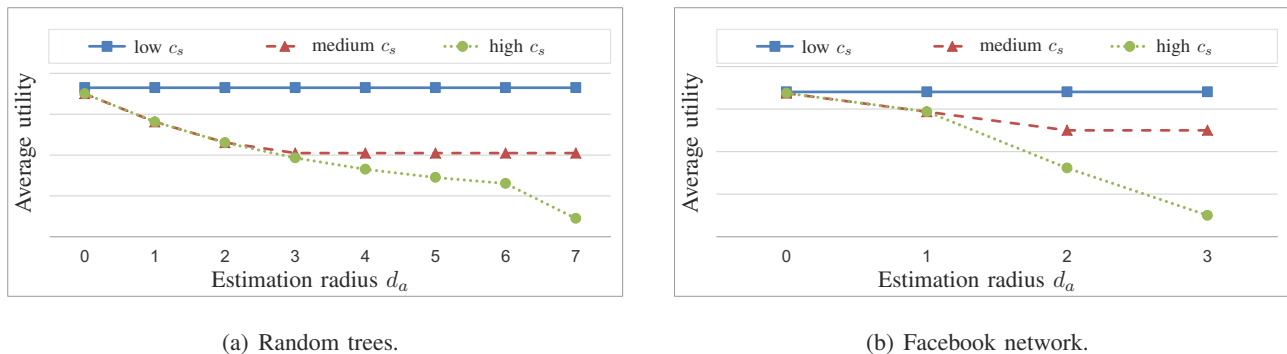 low c_s medium c_s high c_s
Average utility
0 1 2 3 4 5 6 7
Estimation radius d_a
(a) Random trees.
low c_s medium c_s high c_s
Average utility
0 1 2 3
Estimation radius d_a
(b) Facebook network.